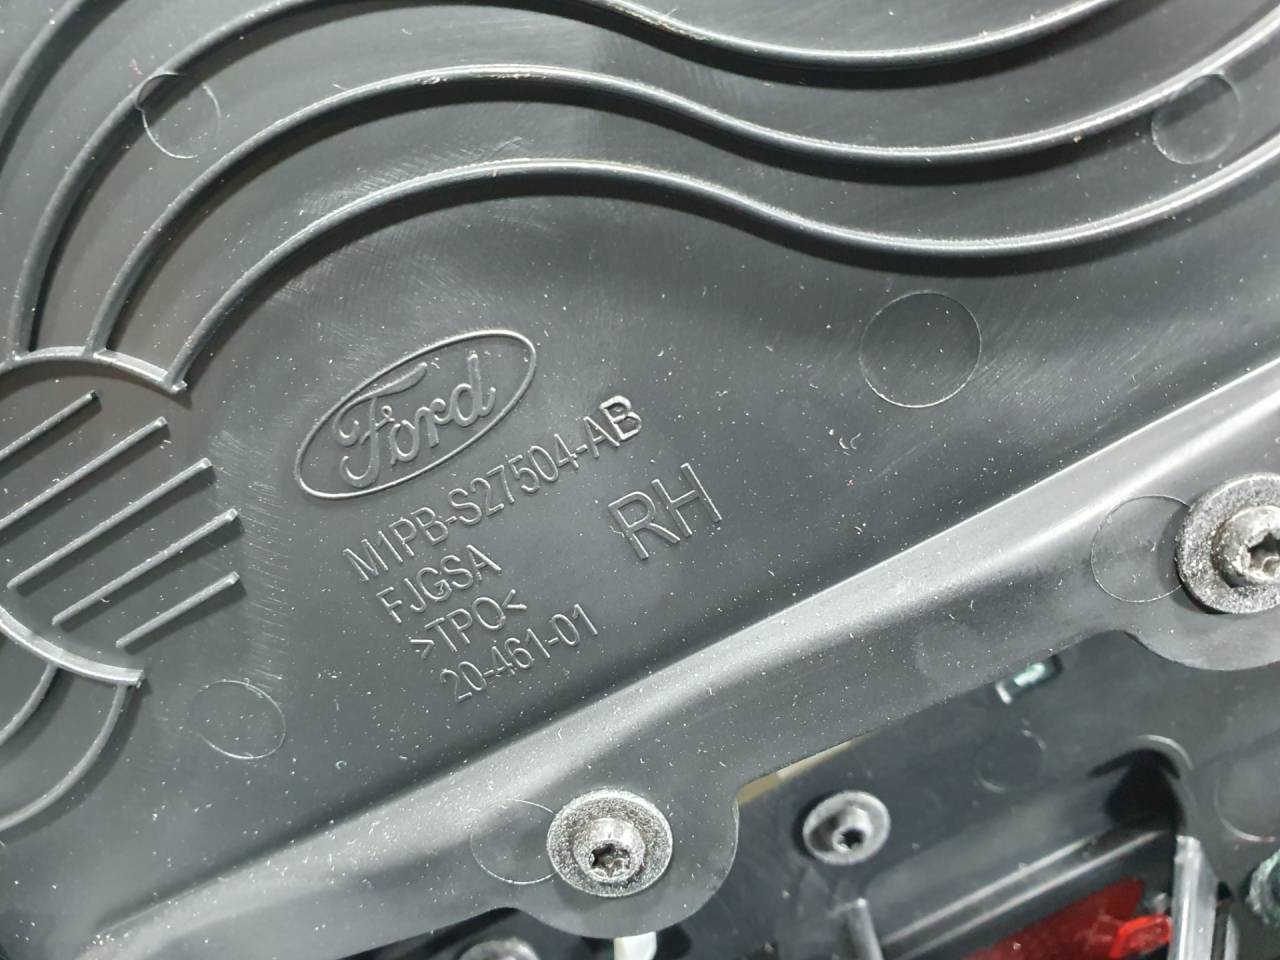 Ford
M1PB-S27504-AB
RH
FJGSA
>TPO<
20-461-01